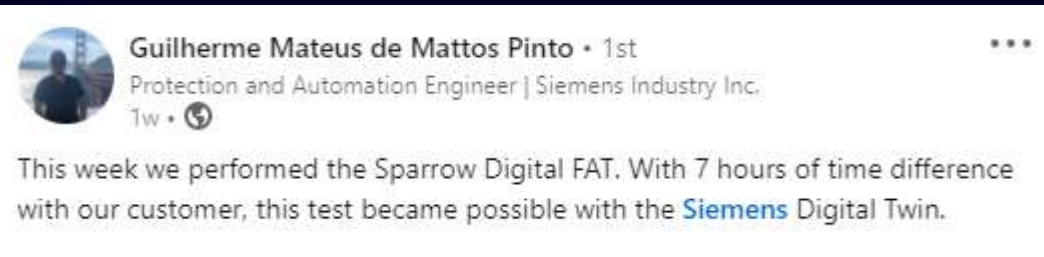 Guilherme Mateus de Mattos Pinto • 1st
Protection and Automation Engineer | Siemens Industry Inc.
1w •
This week we performed the Sparrow Digital FAT. With 7 hours of time difference
with our customer, this test became possible with the Siemens Digital Twin.